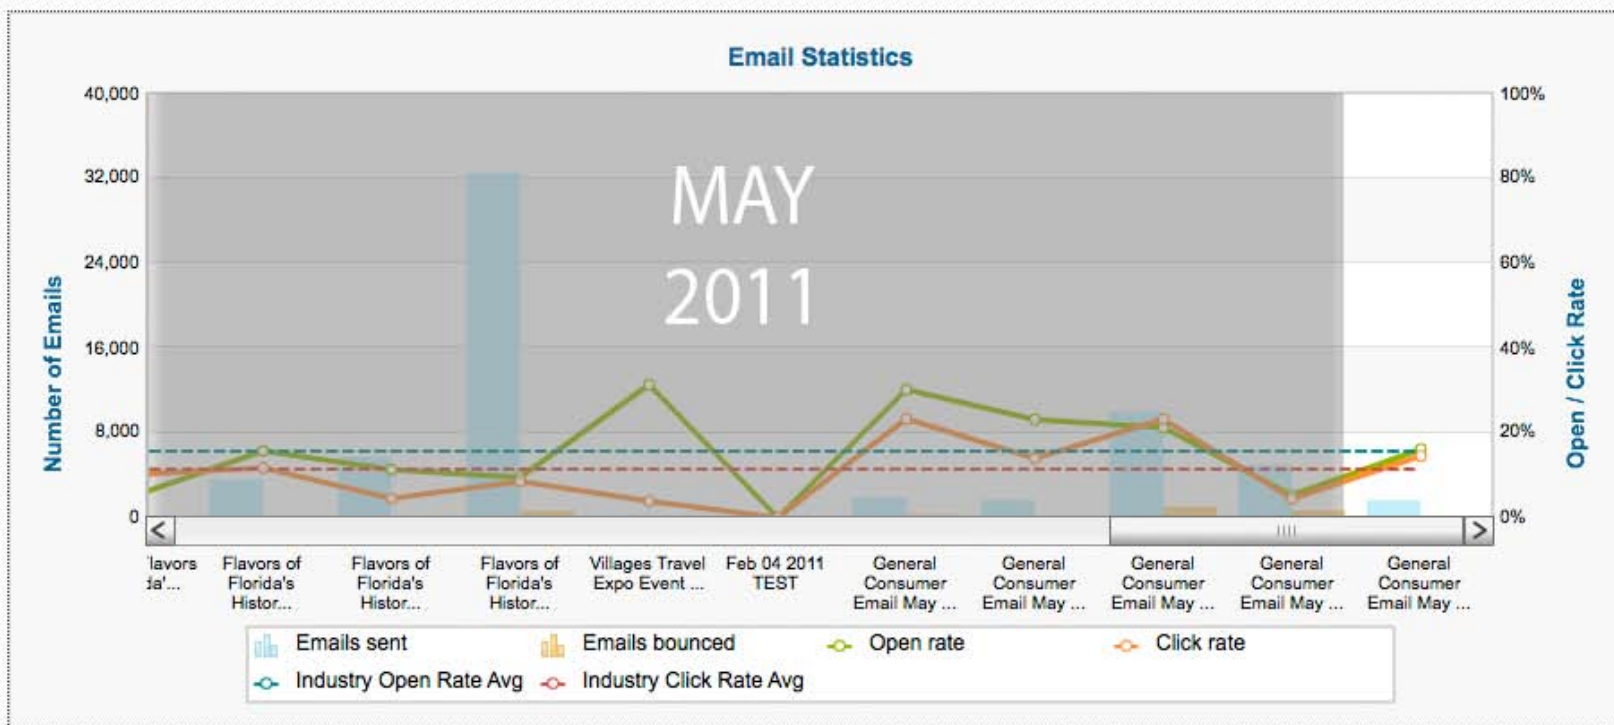 Email Statistics
40,000
32,000
24,000
16,000
8,000
0
Number of Emails
MAY
2011
100%
80%
60%
40%
20%
0%
Open / Click Rate
lavors
da'...
Flavors of
Florida's
Histor...
Flavors of
Florida's
Histor...
Flavors of
Florida's
Histor...
Villages Travel
Expo Event ...
Feb 04 2011
TEST
General
Consumer
Email May ...
General
Consumer
Email May ...
General
Consumer
Email May ...
General
Consumer
Email May ...
General
Consumer
Email May ...
Emails sent
Emails bounced
Open rate
Click rate
Industry Open Rate Avg
Industry Click Rate Avg